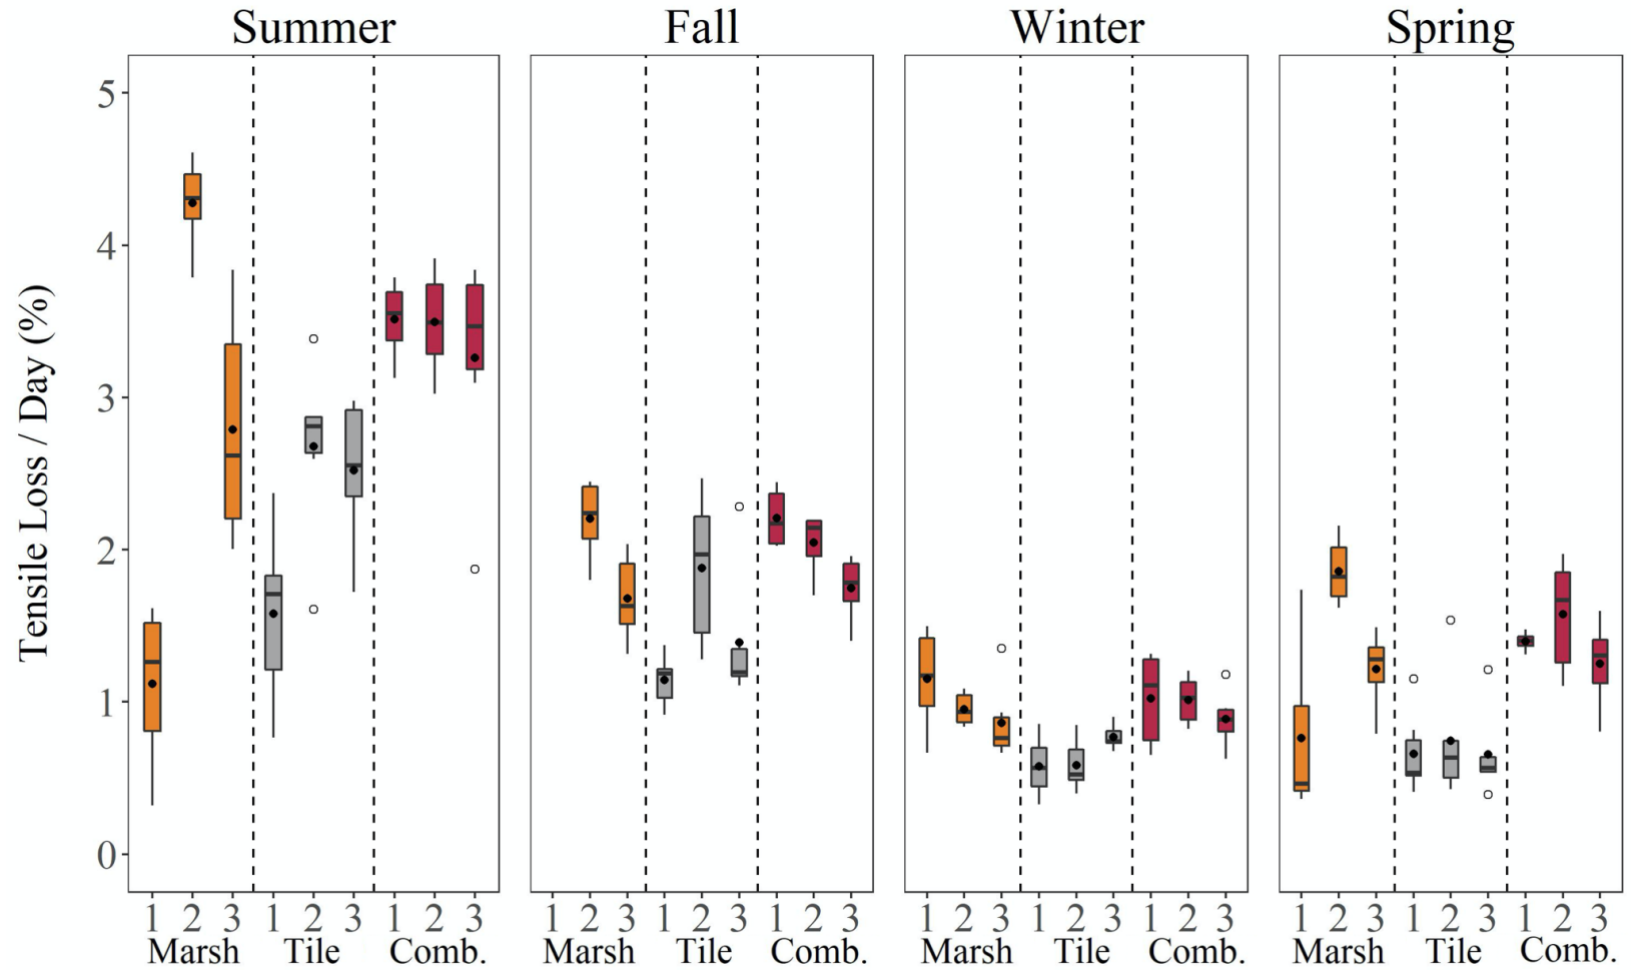 Summer Fall Winter Spring
Tensile Loss / Day (%)
5
4
3
2
1
0
1 2 3 1 2 3 1 2 3 1 2 3 1 2 3 1 2 3 1 2 3 1 2 3 1 2 3 1 2 3 1 2 3 1 2 3
Marsh Tile Comb. Marsh Tile Comb. Marsh Tile Comb. Marsh Tile Comb.